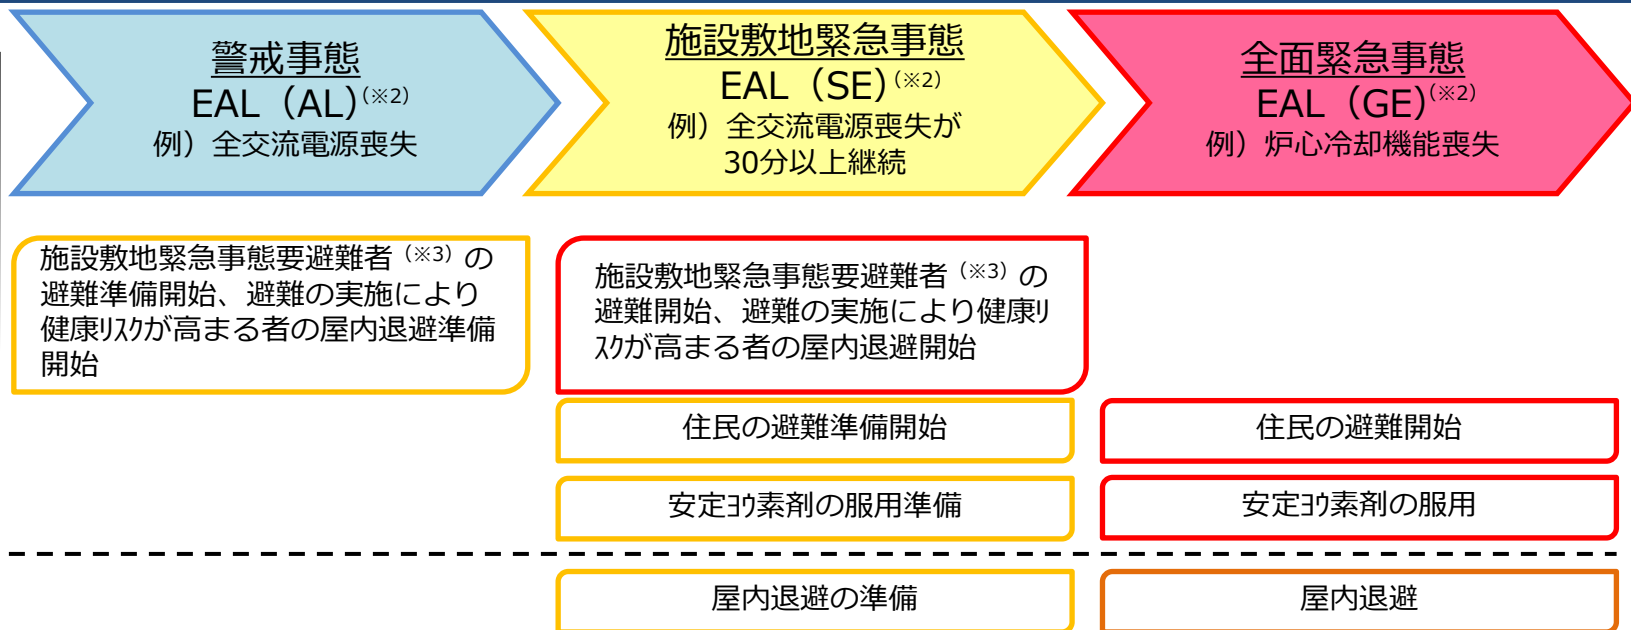 警戒事態
EAL（AL）(※2)
例）全交流電源喪失
施設敷地緊急事態
EAL（SE）(※2)
例）全交流電源喪失が
30分以上継続
全面緊急事態
EAL（GE）(※2)
例）炉心冷却機能喪失
施設敷地緊急事態要避難者（※3）の
避難準備開始、避難の実施により
健康ﾘｽｸが高まる者の屋内退避準備
開始
施設敷地緊急事態要避難者（※3）の
避難開始、避難の実施により健康ﾘ
ｽｸが高まる者の屋内退避開始
住民の避難準備開始
住民の避難開始
安定ﾖｳ素剤の服用準備
安定ﾖｳ素剤の服用
屋内退避の準備
屋内退避